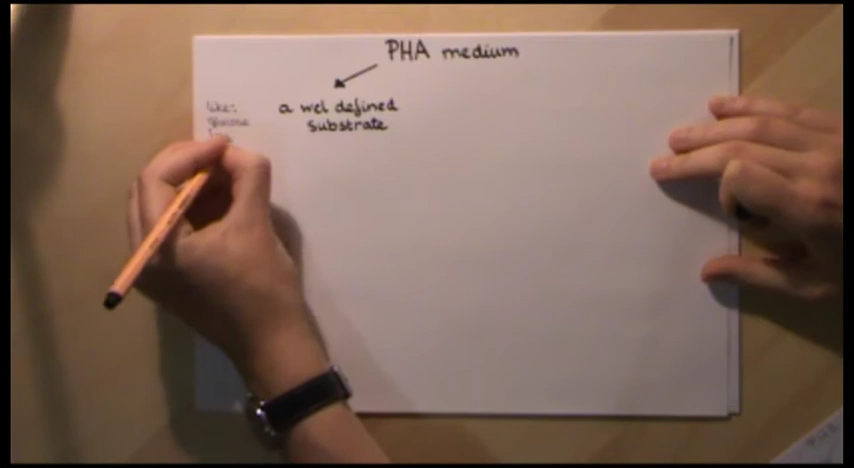 PHA medium
like:
a wel defined
glucose
substrate